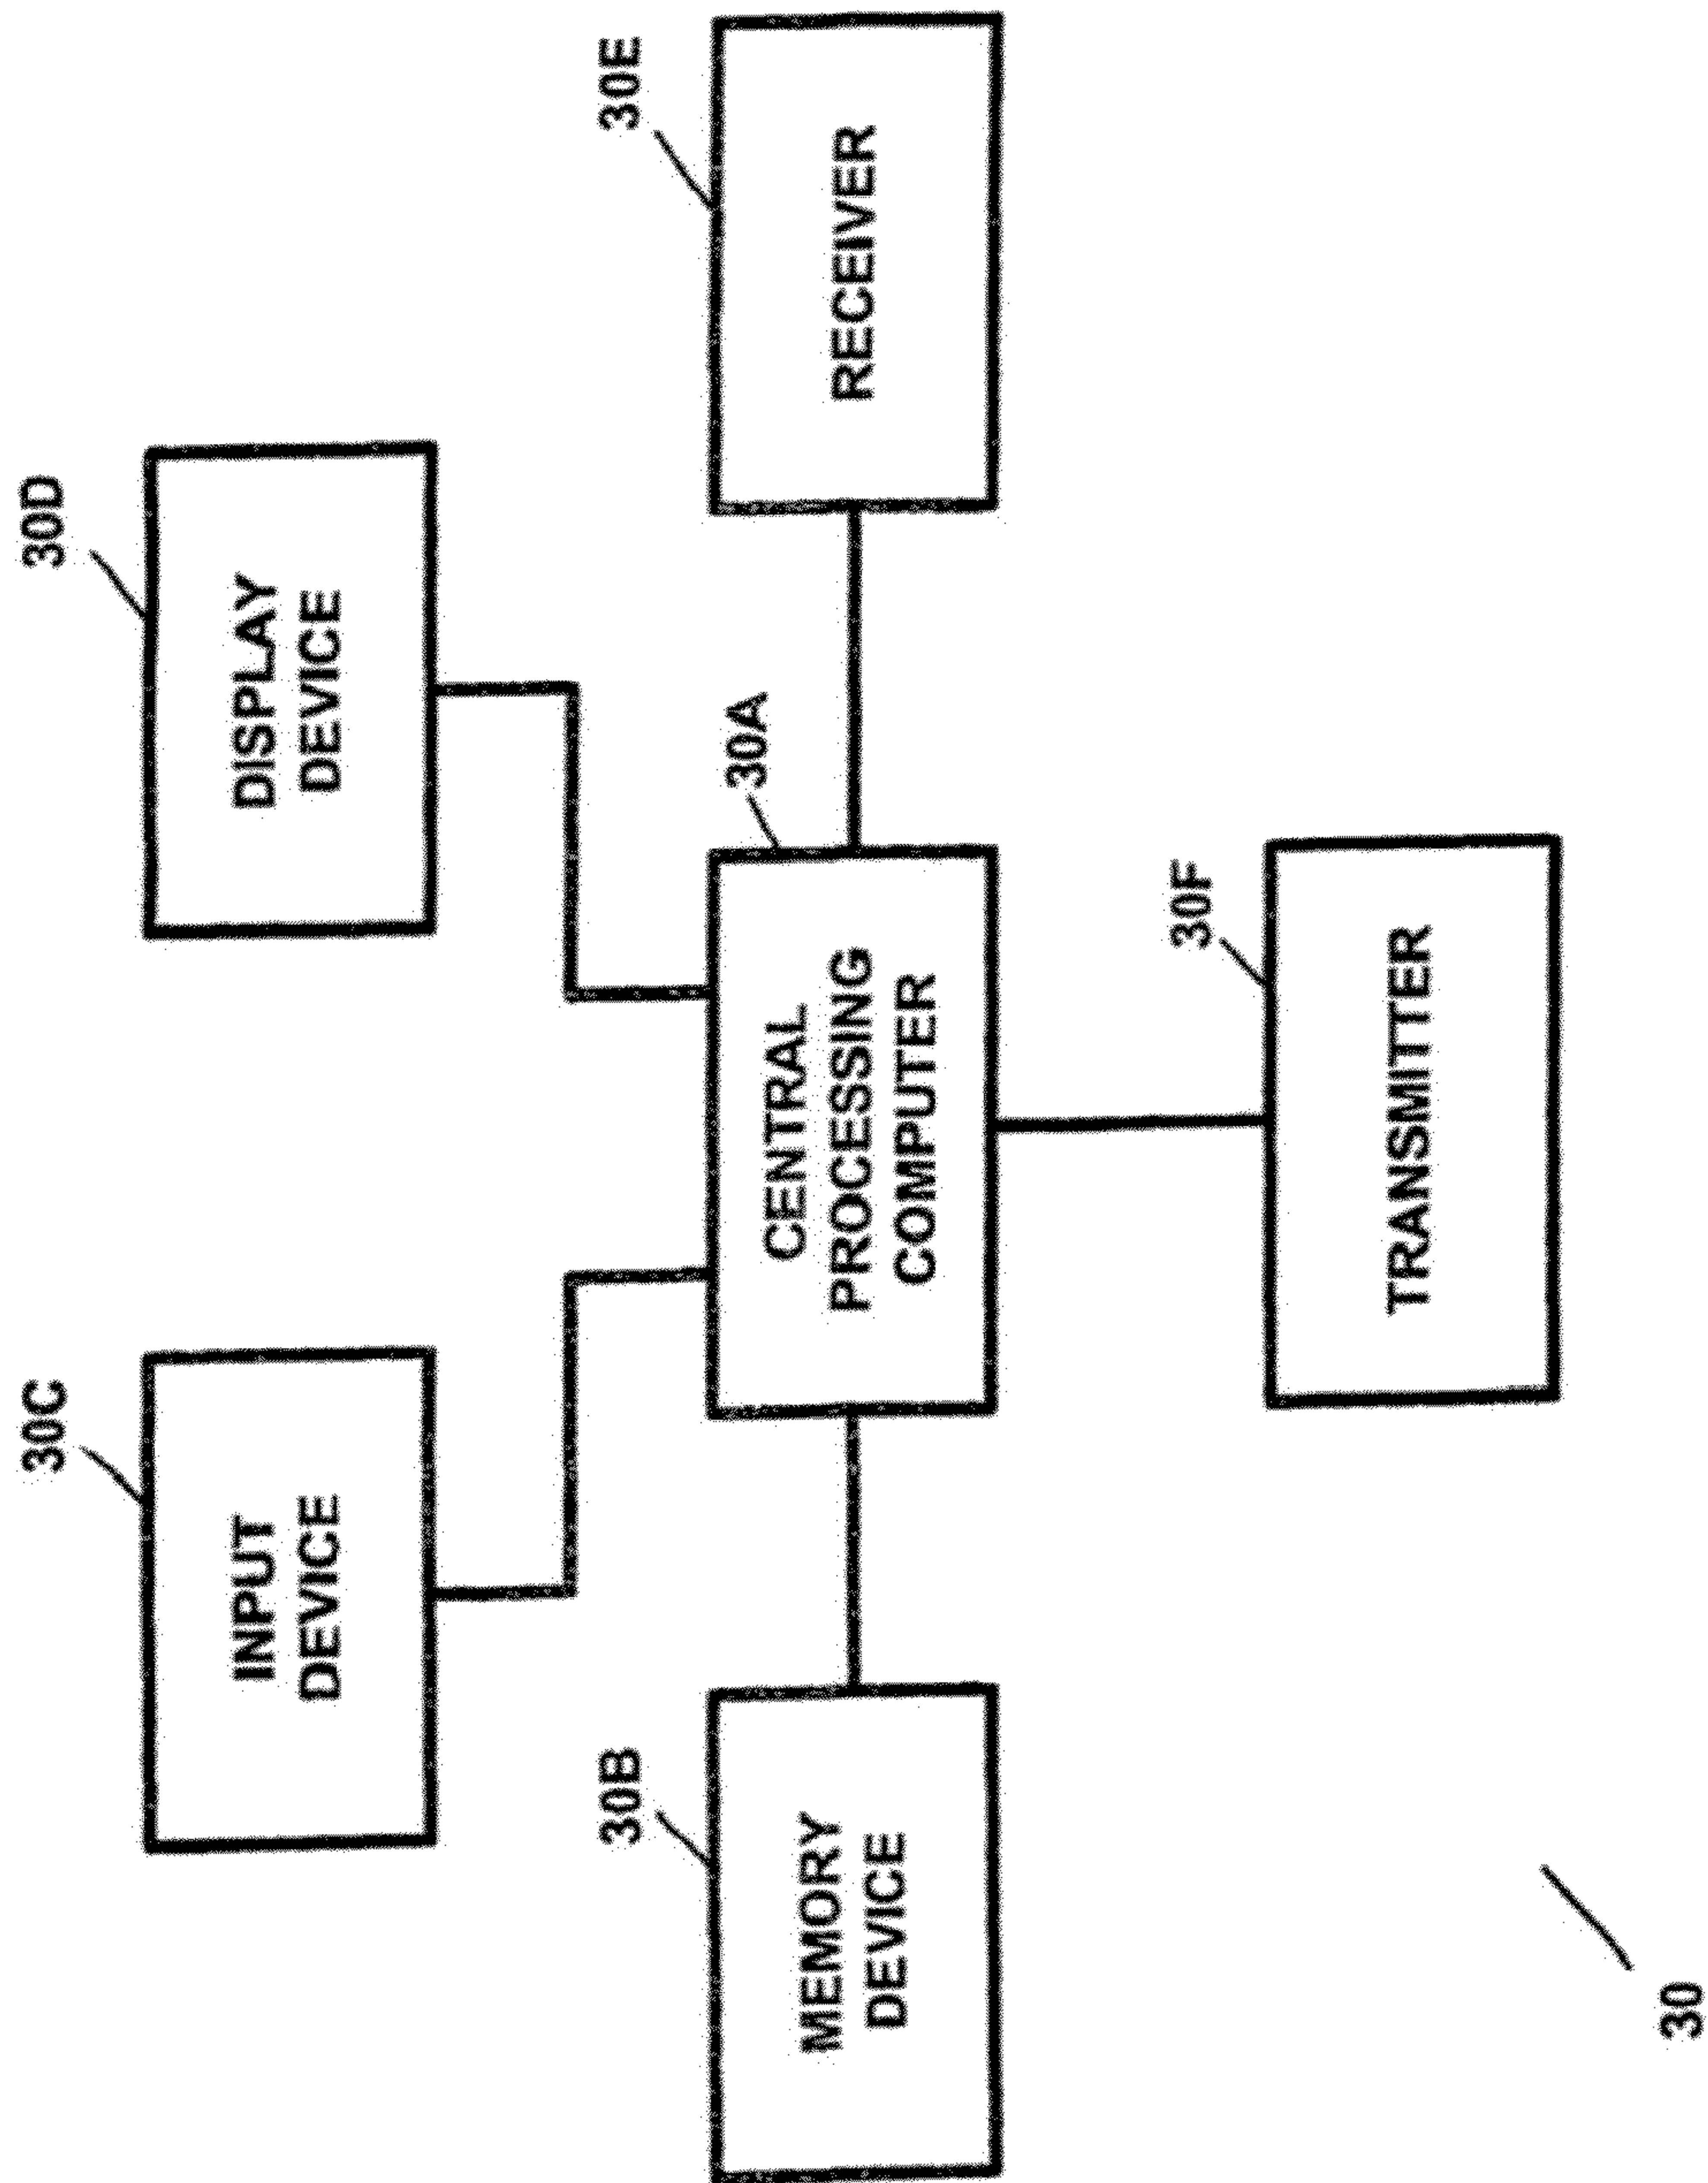 30C
INPUT
DEVICE
30D
DISPLAY
DEVICE
30B
MEMORY
DEVICE
30A
CENTRAL
PROCESSING
COMPUTER
30E
RECEIVER
30F
TRANSMITTER
30